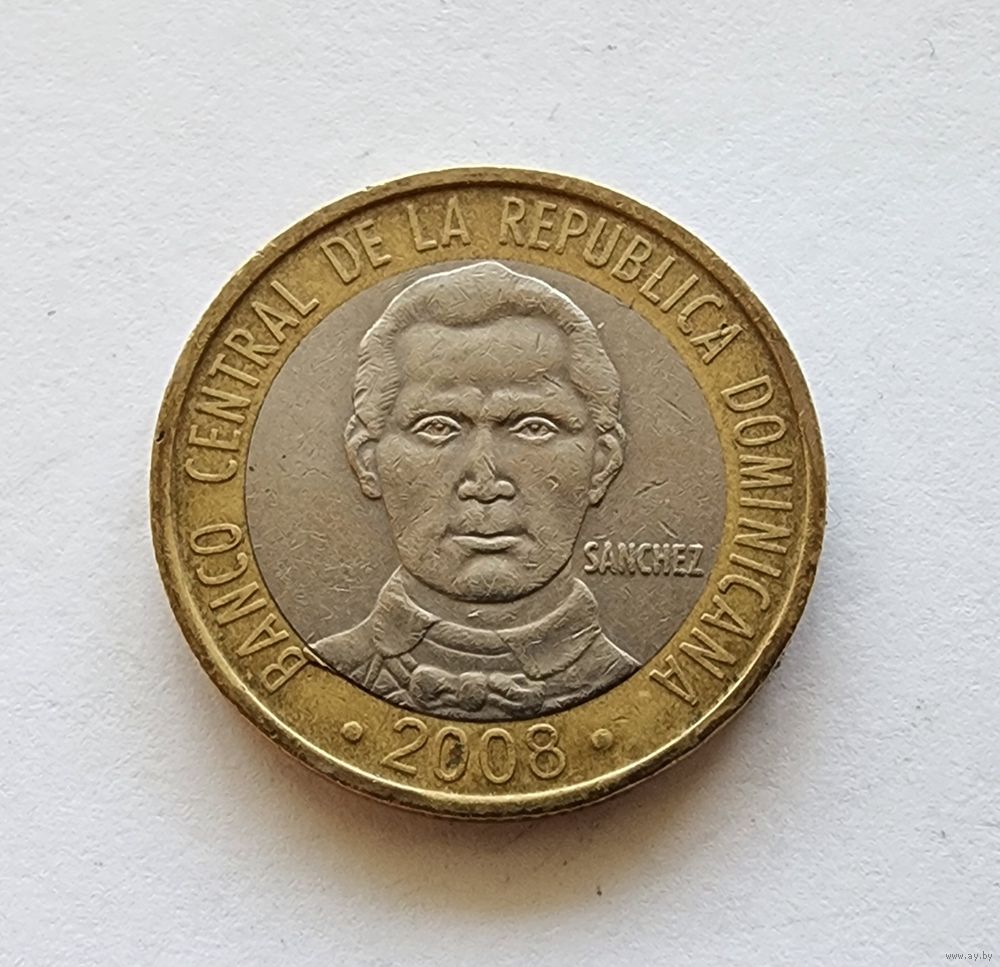 BANCO CENTRAL DE LA REPUBLICA DOMINICANA
SANCHEZ
• 2008 •
www.ay.by